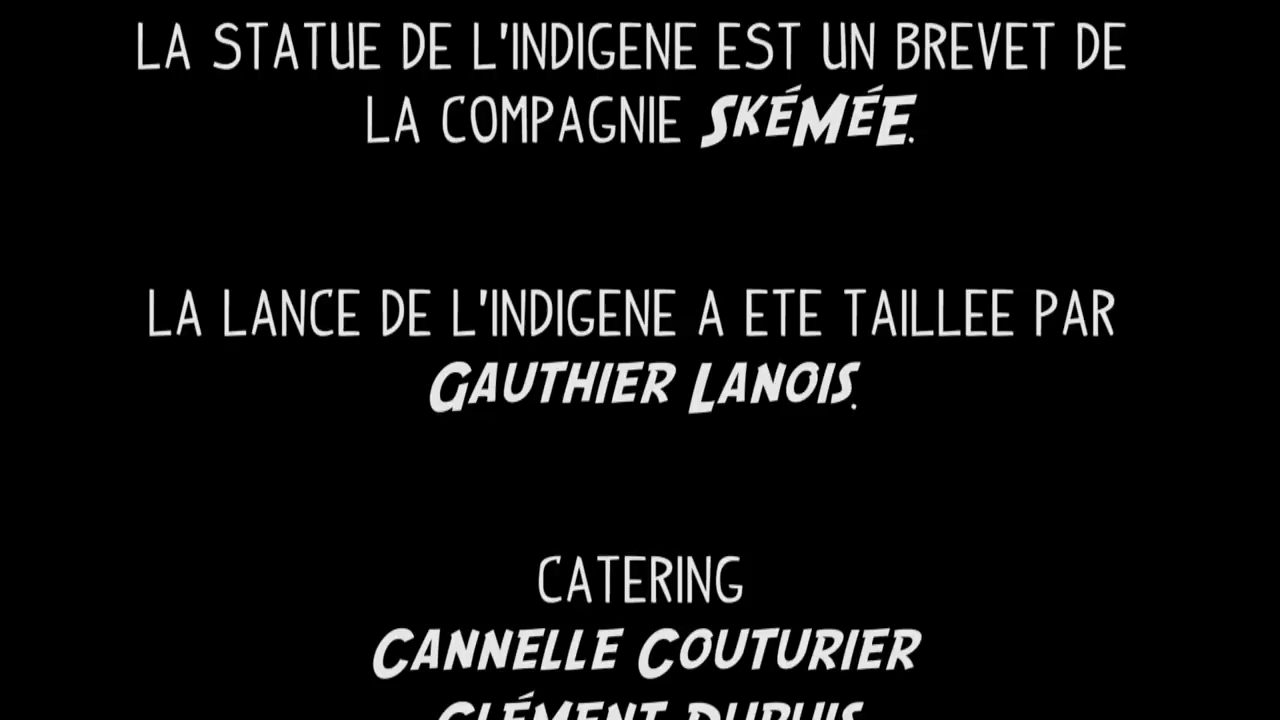 LA STATUE DE L'INDIGENE EST UN BREVET DE
LA COMPAGNIE SKÉMÉE.
LA LANCE DE L'INDIGENE A ETE TAILLEE PAR
GAUTHIER LANOIS.
CATERING
CANNELLE COUTURIER
CLÉMENT DUPUIS